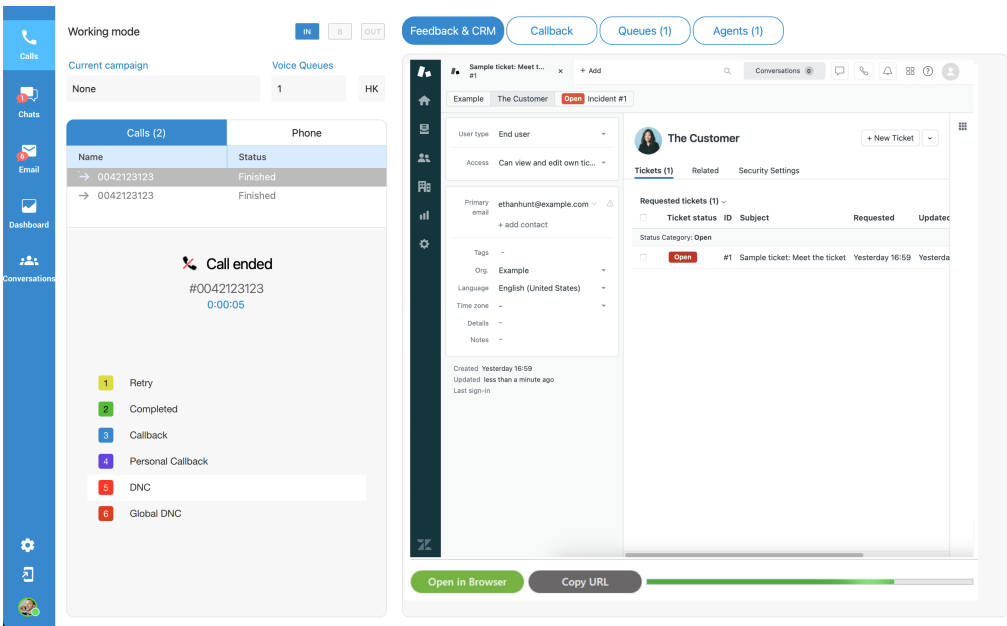 Calls
1
Chats
6
Email
Dashboard
Conversations
Working mode
IN
B
OUT
Current campaign
Voice Queues
None
1
HK
Calls (2)
Phone
Name
Status
0042123123
Finished
0042123123
Finished
Call ended
#0042123123
0:00:05
1 Retry
2 Completed
3 Callback
4 Personal Callback
5 DNC
6 Global DNC
Feedback & CRM
Callback
Queues (1)
Agents (1)
Sample ticket: Meet t...
#1
× + Add
Conversations 0
Example
The Customer
Open Incident #1
User type End user
Access Can view and edit own tic...
Primary email ethanhunt@example.com
+ add contact
Tags -
Org. Example
Language English (United States)
Time zone -
Details -
Notes -
Created Yesterday 16:59
Updated less than a minute ago
Last sign-in
The Customer
+ New Ticket
Tickets (1)
Related
Security Settings
Requested tickets (1)
Ticket status ID Subject Requested Updated
Status Category: Open
Open #1 Sample ticket: Meet the ticket Yesterday 16:59 Yesterda
Open in Browser
Copy URL